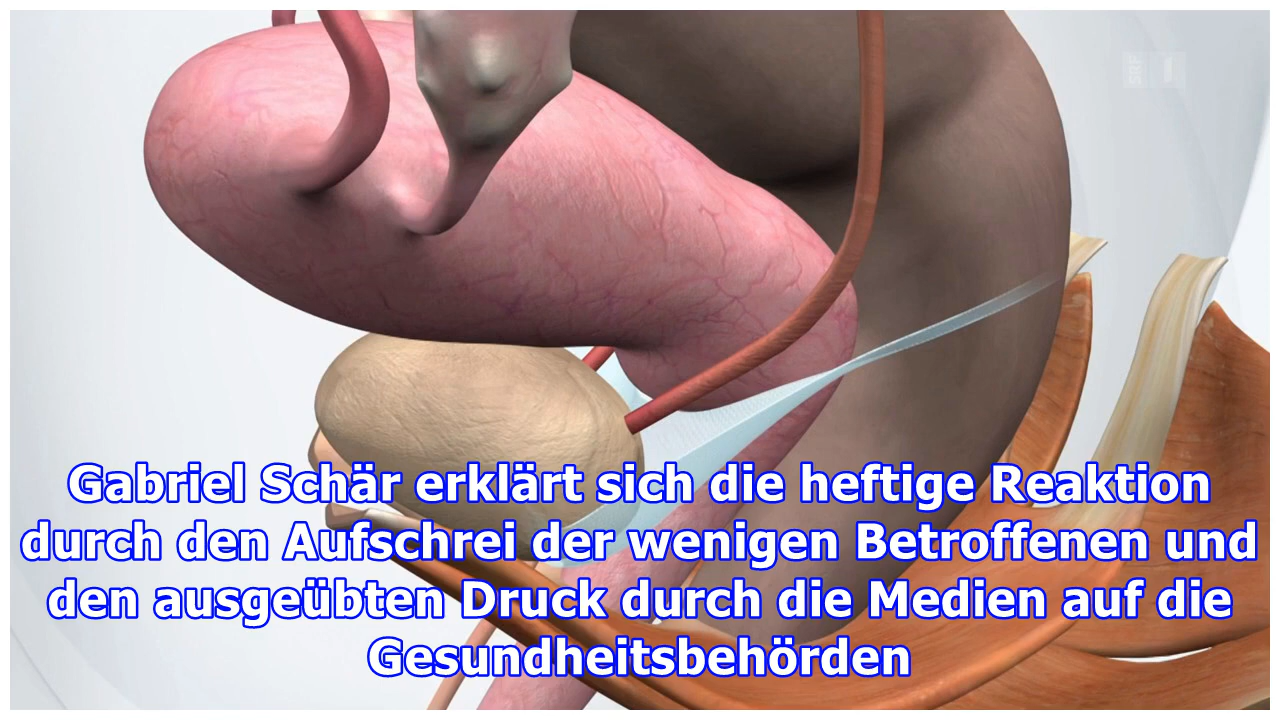 Gabriel Schär erklärt sich die heftige Reaktion
durch den Aufschrei der wenigen Betroffenen und
den ausgeübten Druck durch die Medien auf die
Gesundheitsbehörden